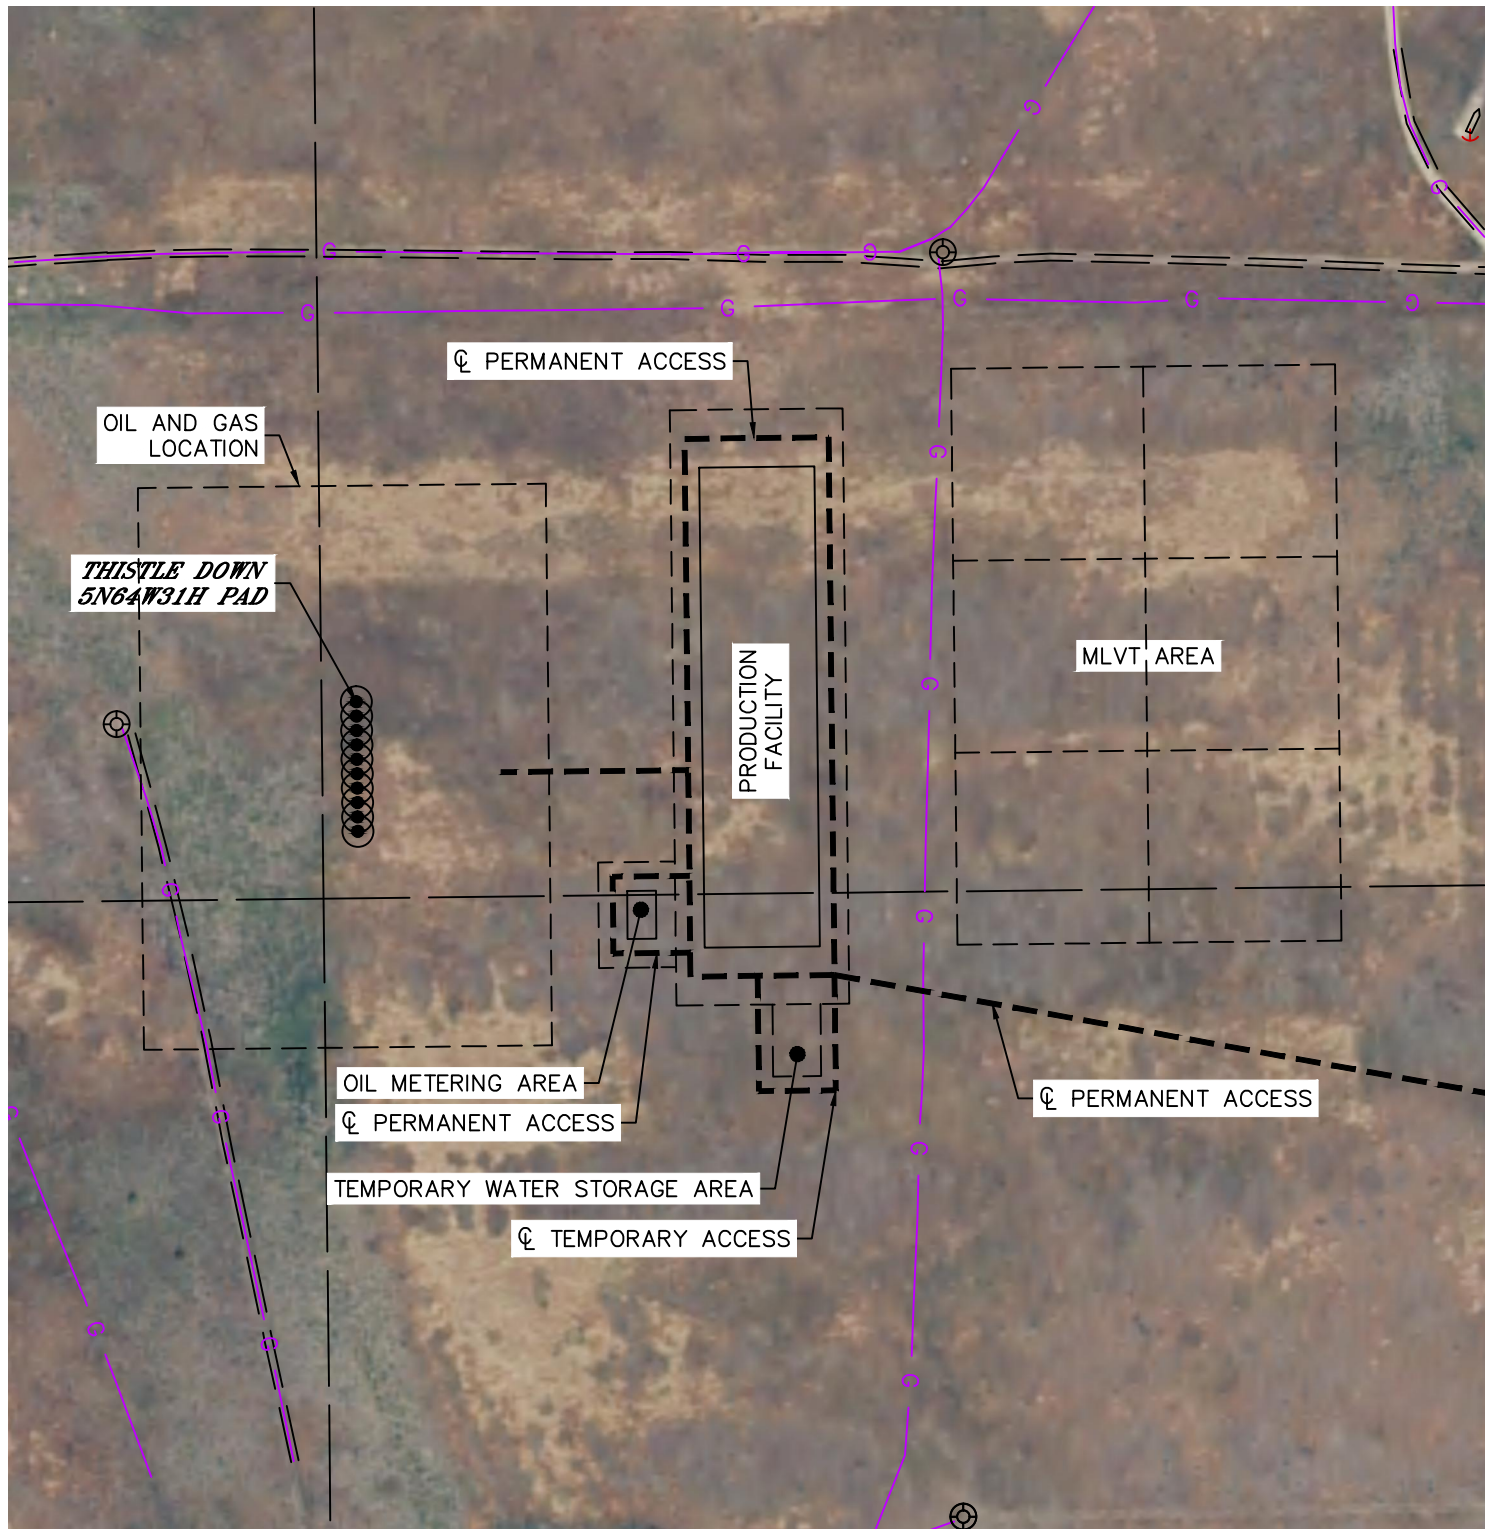 G
G
G
G
G
G
G
G
G
G
G
℄ PERMANENT ACCESS
OIL AND GAS
LOCATION
G
THISTLE DOWN
5N64W31H PAD
PRODUCTION
FACILITY
MLVT AREA
G
G
G
OIL METERING AREA
℄ PERMANENT ACCESS
℄ PERMANENT ACCESS
G
G
G
TEMPORARY WATER STORAGE AREA
℄ TEMPORARY ACCESS
G
G
G